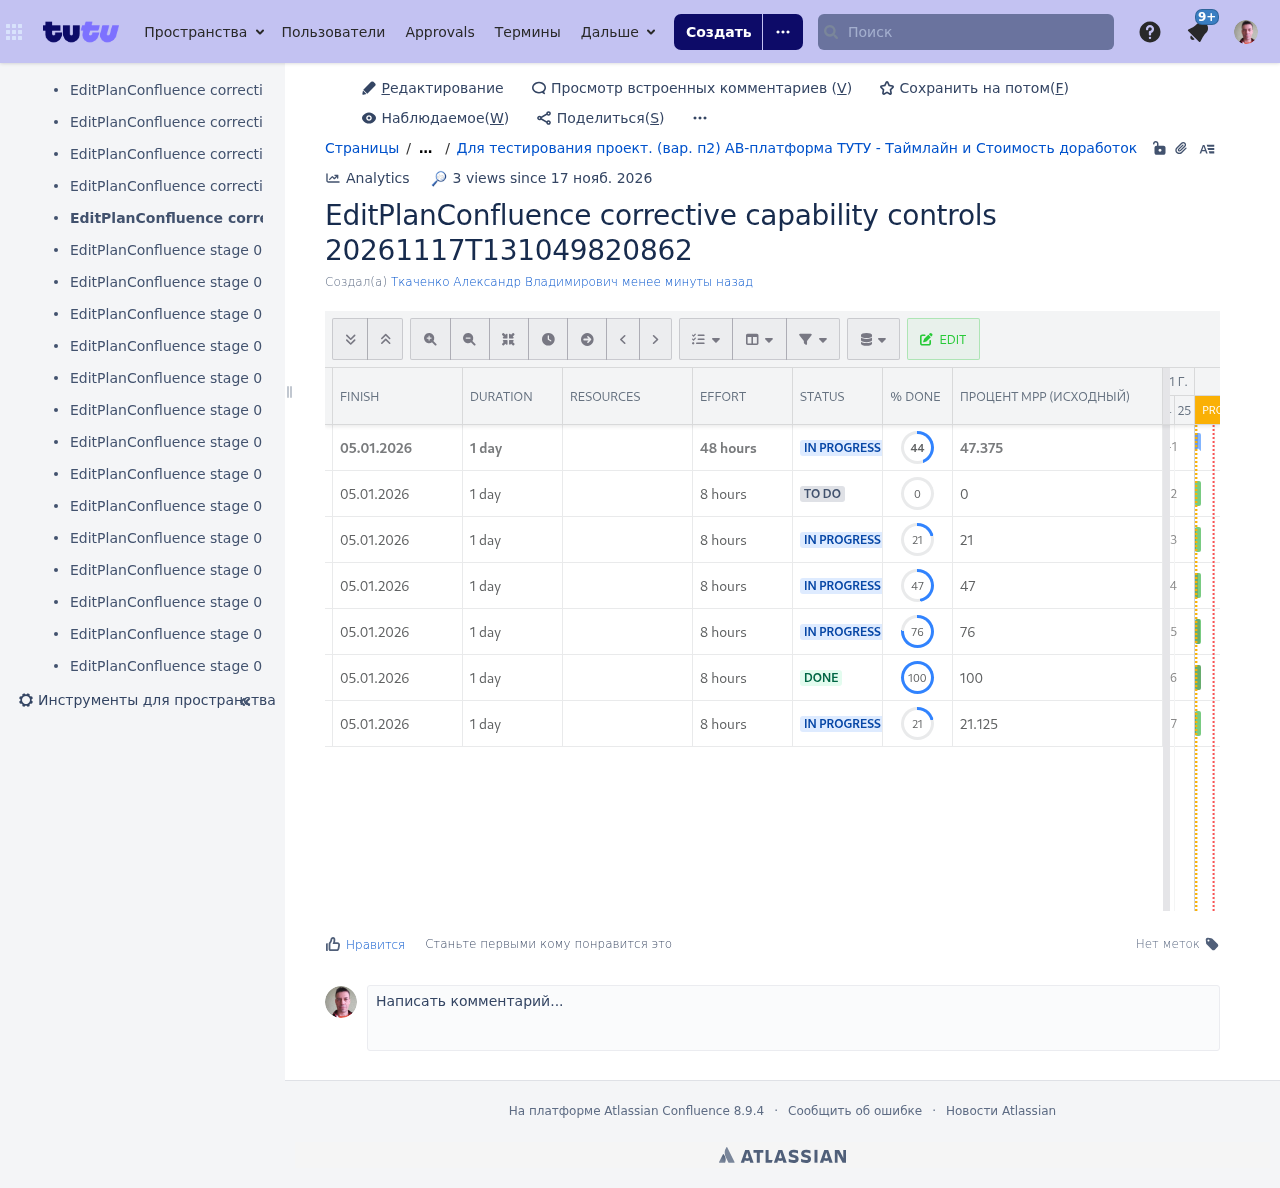 tutu Пространства Пользователи Approvals Термины Дальше Создать Поиск 9+
EditPlanConfluence correcti
EditPlanConfluence correcti
EditPlanConfluence correcti
EditPlanConfluence correcti
EditPlanConfluence corre
EditPlanConfluence stage 0
EditPlanConfluence stage 0
EditPlanConfluence stage 0
EditPlanConfluence stage 0
EditPlanConfluence stage 0
EditPlanConfluence stage 0
EditPlanConfluence stage 0
EditPlanConfluence stage 0
EditPlanConfluence stage 0
EditPlanConfluence stage 0
EditPlanConfluence stage 0
EditPlanConfluence stage 0
EditPlanConfluence stage 0
EditPlanConfluence stage 0
Инструменты для пространства
Редактирование Просмотр встроенных комментариев (V) Сохранить на потом(F)
Наблюдаемое(W) Поделиться(S)
Страницы / ... / Для тестирования проект. (вар. п2) АВ-платформа ТУТУ - Таймлайн и Стоимость доработок
Analytics 3 views since 17 нояб. 2026
EditPlanConfluence corrective capability controls
20261117T131049820862
Создал(а) Ткаченко Александр Владимирович менее минуты назад
EDIT
FINISH DURATION RESOURCES EFFORT STATUS % DONE ПРОЦЕНТ MPP (ИСХОДНЫЙ) 1 Г.
25 PRO
05.01.2026 1 day 48 hours IN PROGRESS 44 47.375 1
05.01.2026 1 day 8 hours TO DO 0 0 2
05.01.2026 1 day 8 hours IN PROGRESS 21 21 3
05.01.2026 1 day 8 hours IN PROGRESS 47 47 4
05.01.2026 1 day 8 hours IN PROGRESS 76 76 5
05.01.2026 1 day 8 hours DONE 100 100 6
05.01.2026 1 day 8 hours IN PROGRESS 21 21.125 7
Нравится Станьте первыми кому понравится это Нет меток
Написать комментарий...
На платформе Atlassian Confluence 8.9.4 · Сообщить об ошибке · Новости Atlassian
ATLASSIAN